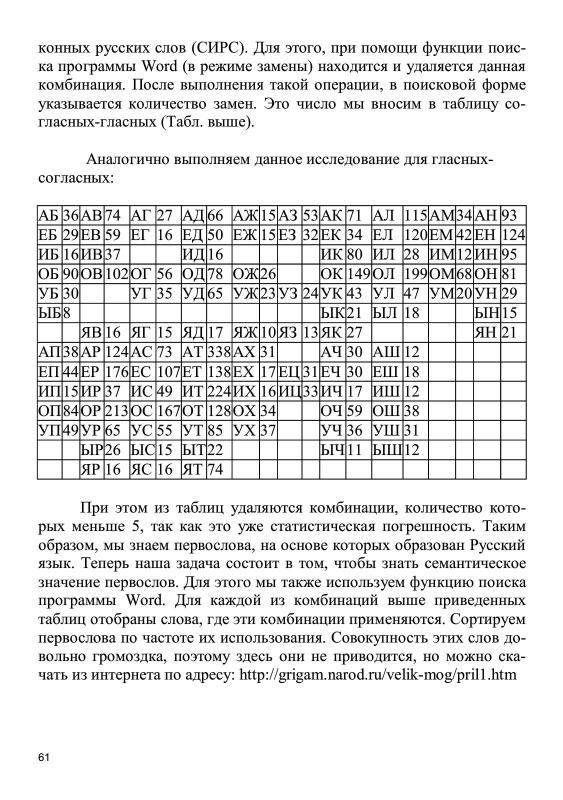 конных русских слов (СИРС). Для этого, при помощи функции поис-
ка программы Word (в режиме замены) находится и удаляется данная
комбинация. После выполнения такой операции, в поисковой форме
указывается количество замен. Это число мы вносим в таблицу со-
гласных-гласных (Табл. выше).
Аналогично выполняем данное исследование для гласных-
согласных:
АБ 36 АВ 74 АГ 27 АД 66 АЖ 15 АЗ 53 АК 71 АЛ 115 АМ 34 АН 93
ЕБ 29 ЕВ 59 ЕГ 16 ЕД 50 ЕЖ 15 ЕЗ 32 ЕК 34 ЕЛ 120 ЕМ 42 ЕН 124
ИБ 16 ИВ 37 ИД 16 ИК 80 ИЛ 28 ИМ 12 ИН 95
ОБ 90 ОВ 102 ОГ 56 ОД 78 ОЖ 26 ОК 149 ОЛ 199 ОМ 68 ОН 81
УБ 30 УГ 35 УД 65 УЖ 23 УЗ 24 УК 43 УЛ 47 УМ 20 УН 29
ЫБ 8 ЫК 21 ЫЛ 18 ЫН 15
ЯВ 16 ЯГ 15 ЯД 17 ЯЖ 10 ЯЗ 13 ЯК 27 ЯН 21
АП 38 АР 124 АС 73 АТ 338 АХ 31 АЧ 30 АШ 12
ЕП 44 ЕР 176 ЕС 107 ЕТ 138 ЕХ 17 ЕЦ 31 ЕЧ 30 ЕШ 18
ИП 15 ИР 37 ИС 49 ИТ 224 ИХ 16 ИЦ 33 ИЧ 17 ИШ 12
ОП 84 ОР 213 ОС 167 ОТ 128 ОХ 34 ОЧ 59 ОШ 38
УП 49 УР 65 УС 55 УТ 85 УХ 37 УЧ 36 УШ 31
ЫР 26 ЫС 15 ЫТ 22 ЫЧ 11 ЫШ 12
ЯР 16 ЯС 16 ЯТ 74
При этом из таблиц удаляются комбинации, количество кото-
рых меньше 5, так как это уже статистическая погрешность. Таким
образом, мы знаем первослова, на основе которых образован Русский
язык. Теперь наша задача состоит в том, чтобы знать семантическое
значение первослов. Для этого мы также используем функцию поиска
программы Word. Для каждой из комбинаций выше приведенных
таблиц отобраны слова, где эти комбинации применяются. Сортируем
первослова по частоте их использования. Совокупность этих слов до-
вольно громоздка, поэтому здесь они не приводится, но можно ска-
чать из интернета по адресу: http://grigam.narod.ru/velik-mog/pril1.htm
61